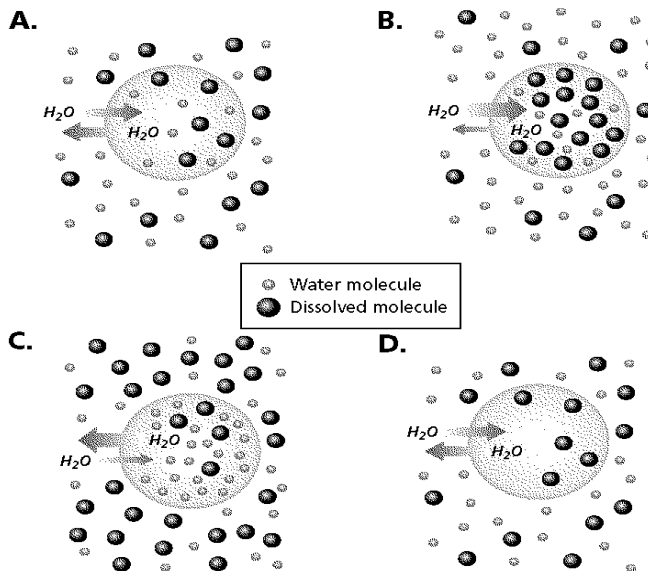 A.
B.
H₂O
H₂O
H₂O
H₂O
Water molecule
Dissolved molecule
C.
D.
H₂O
H₂O
H₂O
H₂O